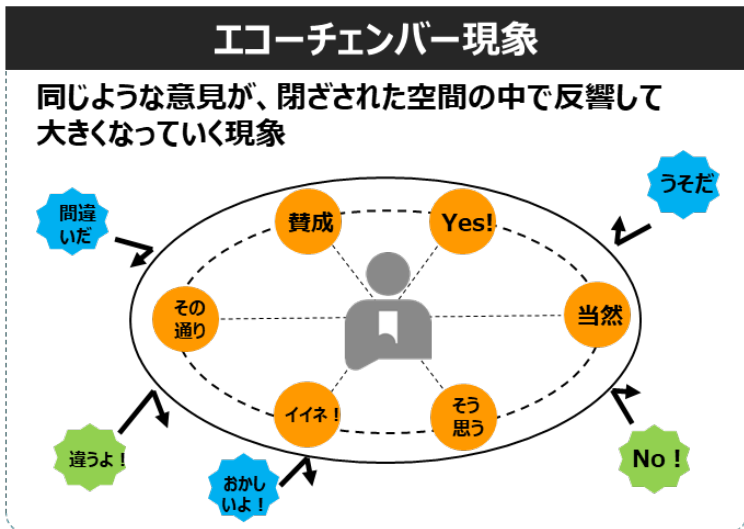 エコーチェンバー現象
同じような意見が、閉ざされた空間の中で反響して
大きくなっていく現象
うそだ
間違
いだ
賛成
Yes!
その
通り
当然
イイネ！
そう
思う
違うよ！
おかし
いよ！
No！